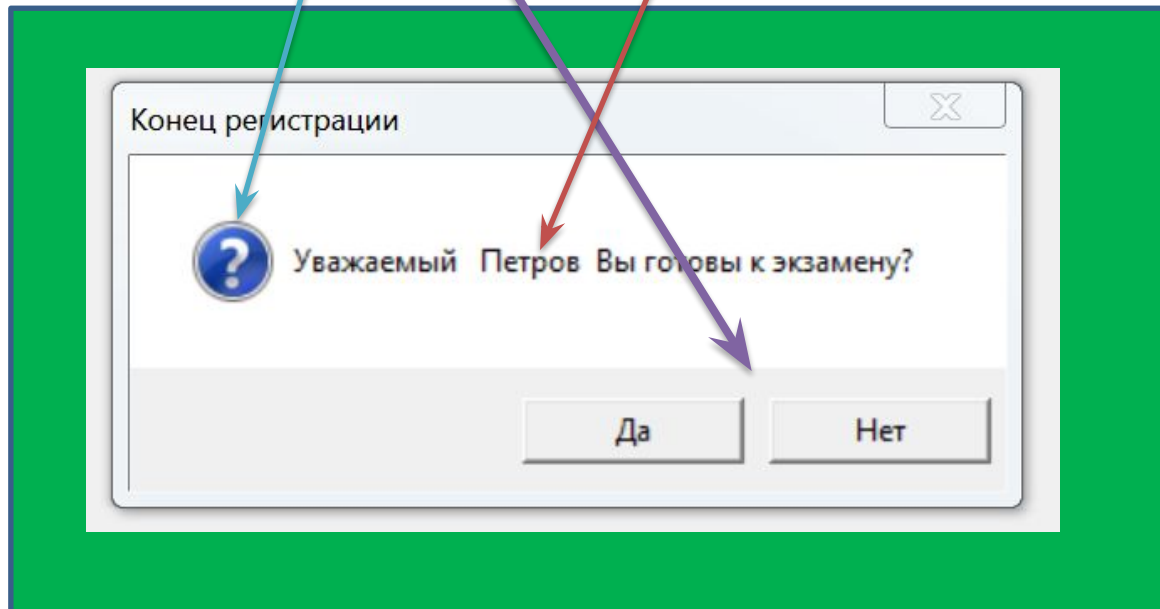 Конец регистрации
Уважаемый Петров Вы готовы к экзамену?
Да Нет